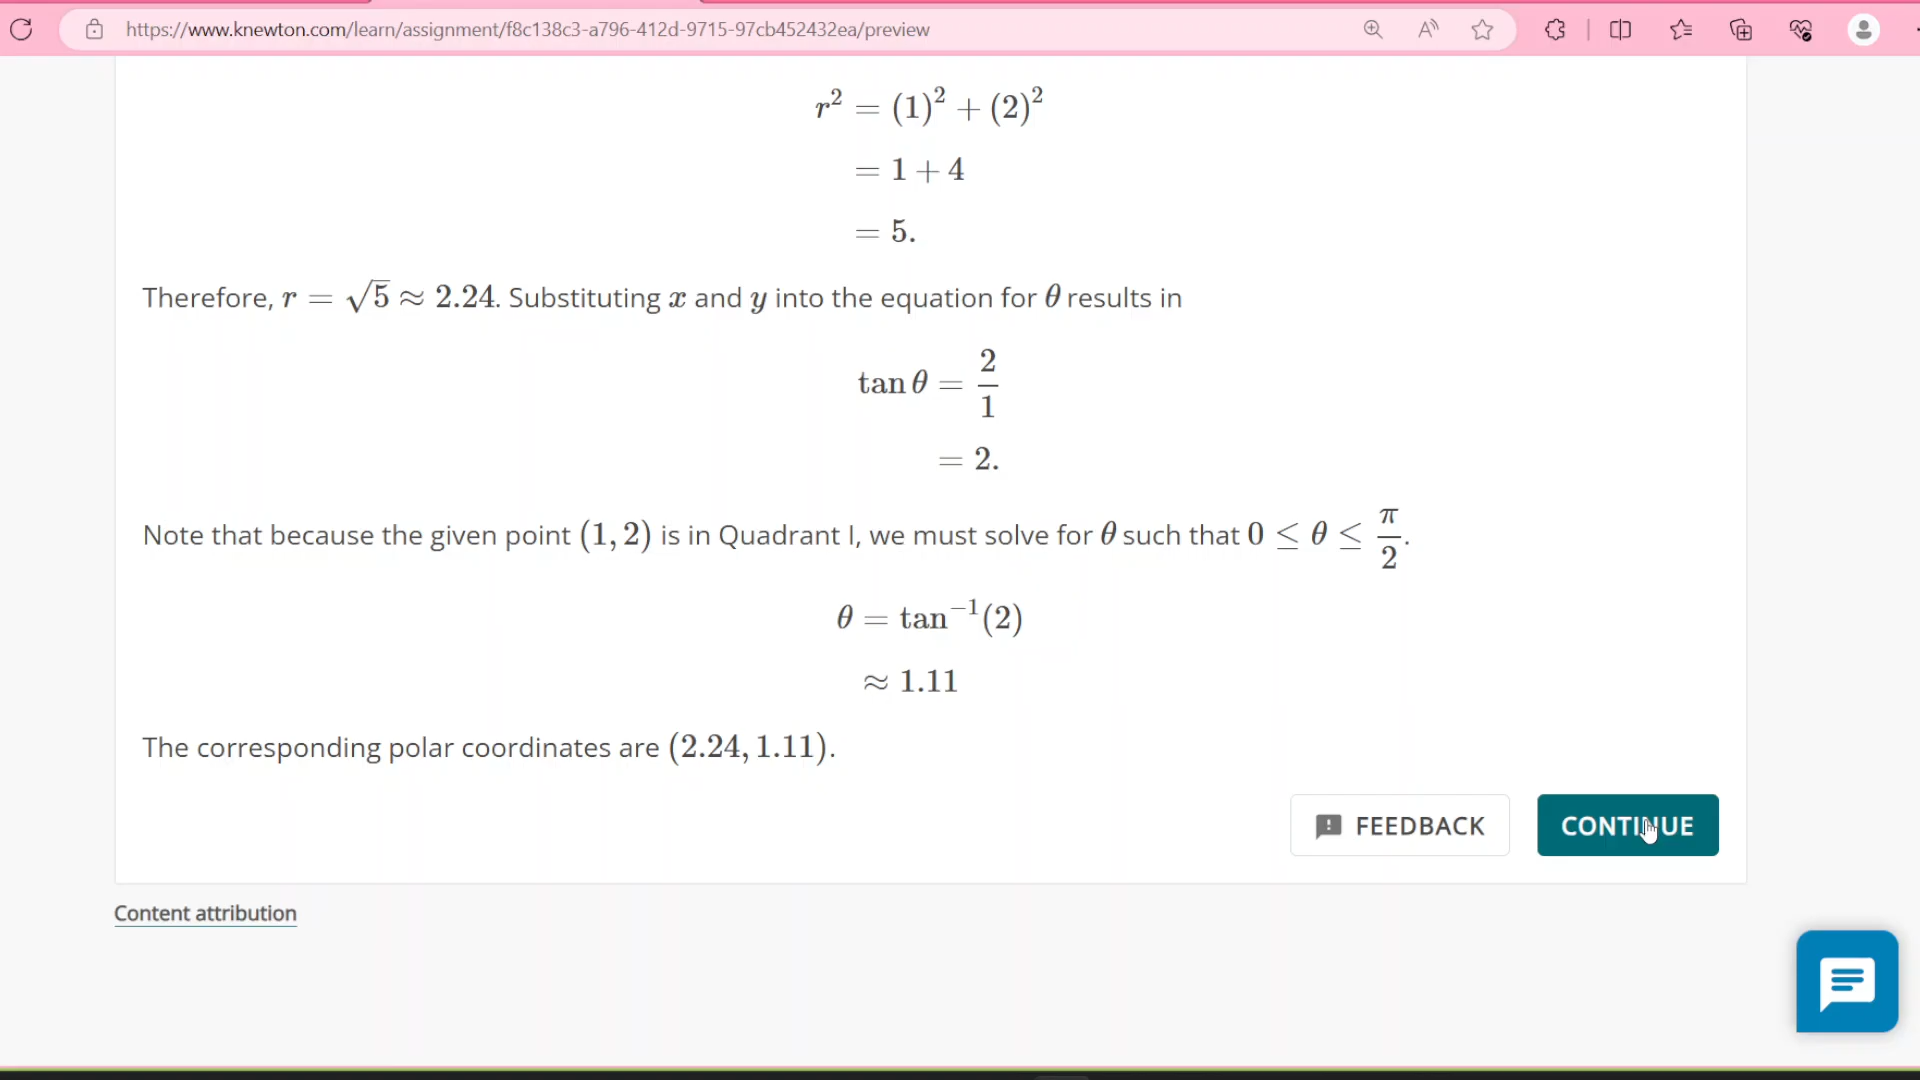 https://www.knewton.com/learn/assignment/f8c138c3-a796-412d-9715-97cb452432ea/preview
r² = (1)² + (2)²
= 1 + 4
= 5.
Therefore, r = √5 ≈ 2.24. Substituting x and y into the equation for θ results in
tan θ = 2/1
= 2.
Note that because the given point (1, 2) is in Quadrant I, we must solve for θ such that 0 ≤ θ ≤ π/2.
θ = tan⁻¹(2)
≈ 1.11
The corresponding polar coordinates are (2.24, 1.11).
FEEDBACK
CONTINUE
Content attribution